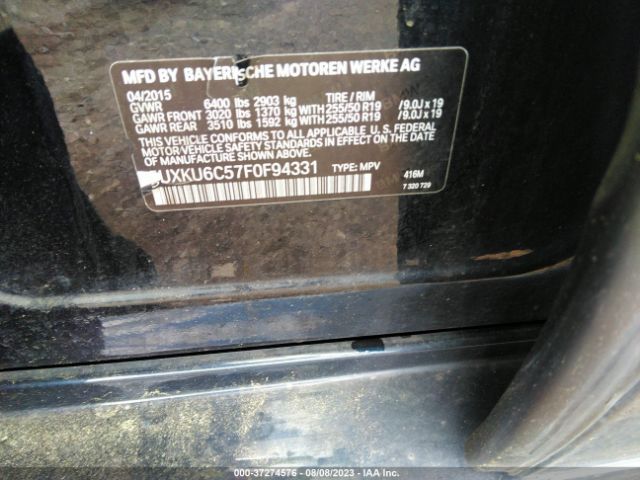 MFD BY BAYERISCHE MOTOREN WERKE AG
04/2015 TIRE / RIM
GVWR 6400 lbs 2903 kg
GAWR FRONT 3020 lbs 1370 kg WITH 255/50 R19 / 9.0J x 19
GAWR REAR 3510 lbs 1592 kg WITH 255/50 R19 / 9.0J x 19
THIS VEHICLE CONFORMS TO ALL APPLICABLE U. S. FEDERAL
MOTOR VEHICLE SAFETY STANDARDS IN EFFECT ON THE DATE
OF MANUFACTURE SHOWN ABOVE.
UXKU6C57F0F94331 TYPE: MPV 416M
7 320 729
000-37274576 • 08/08/2023 • IAA Inc.